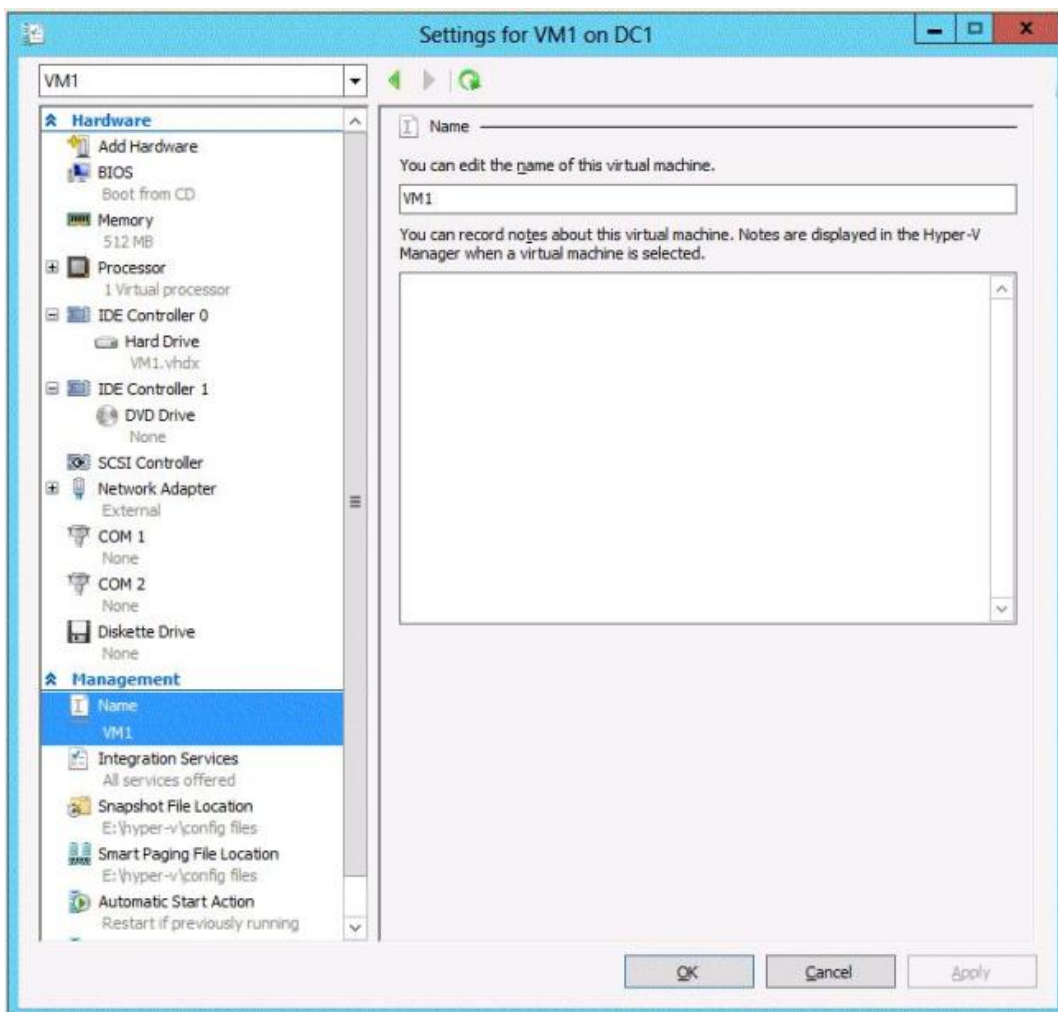 Settings for VM1 on DC1
VM1
Hardware
Add Hardware
BIOS
Boot from CD
Memory
512 MB
Processor
1 Virtual processor
IDE Controller 0
Hard Drive
VM1.vhdx
IDE Controller 1
DVD Drive
None
SCSI Controller
Network Adapter
External
COM 1
None
COM 2
None
Diskette Drive
None
Management
Name
VM1
Integration Services
All services offered
Snapshot File Location
E:\hyper-v\config files
Smart Paging File Location
E:\hyper-v\config files
Automatic Start Action
Restart if previously running
Name
You can edit the name of this virtual machine.
VM1
You can record notes about this virtual machine. Notes are displayed in the Hyper-V
Manager when a virtual machine is selected.
OK
Cancel
Apply